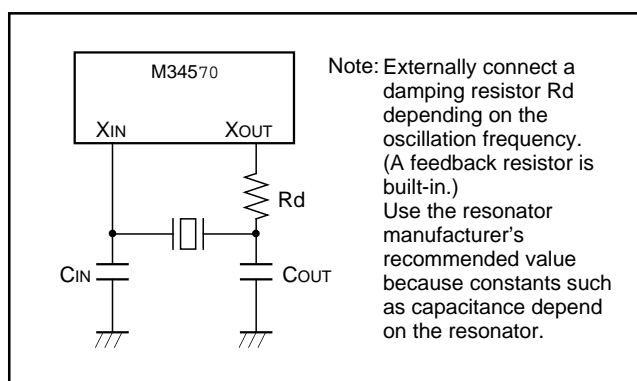 M34570
XIN
XOUT
Rd
CIN
COUT
Note: Externally connect a
damping resistor Rd
depending on the
oscillation frequency.
(A feedback resistor is
built-in.)
Use the resonator
manufacturer's
recommended value
because constants such
as capacitance depend
on the resonator.